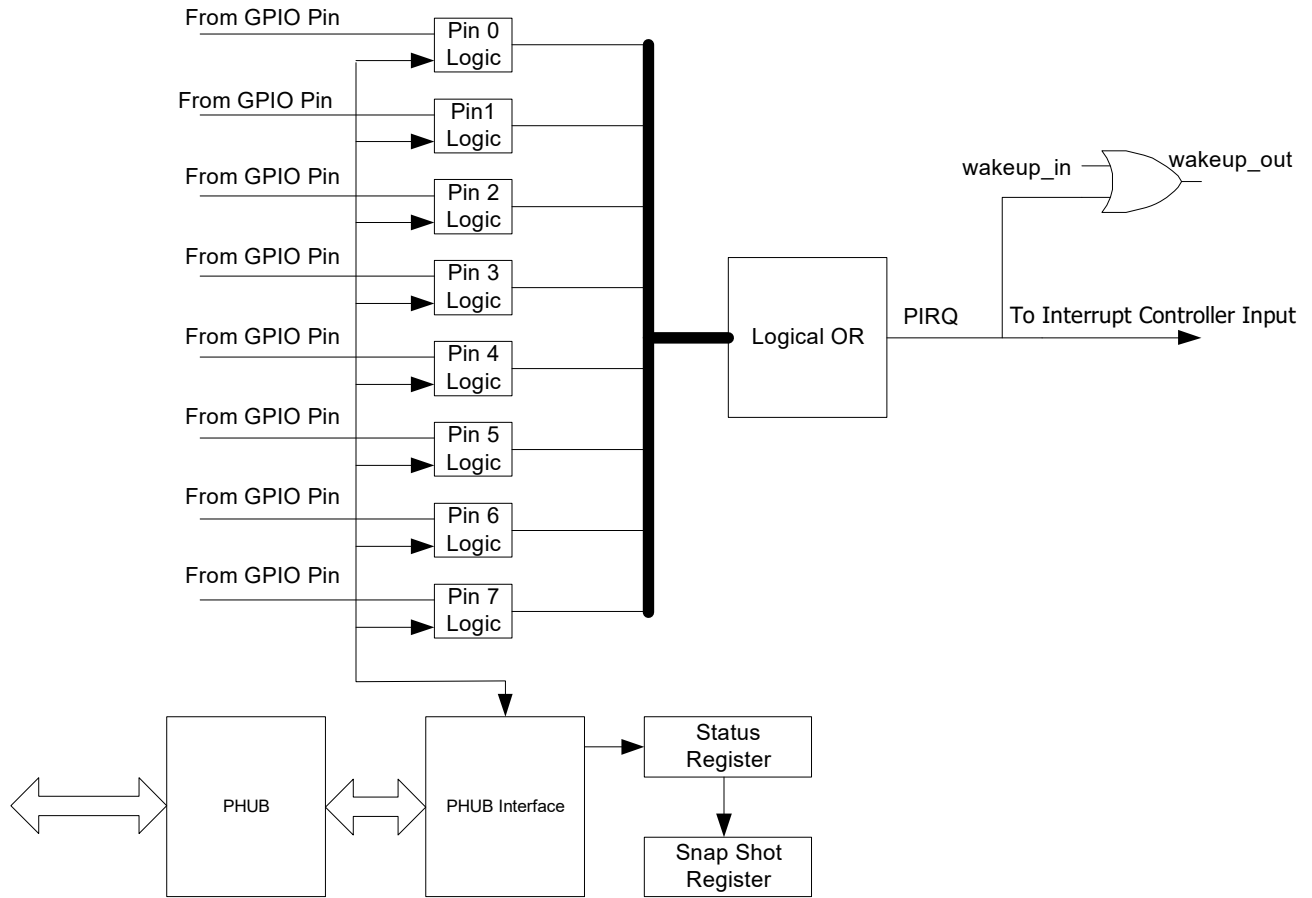 From GPIO Pin
Pin 0
Logic
From GPIO Pin
Pin1
Logic
From GPIO Pin
Pin 2
Logic
From GPIO Pin
Pin 3
Logic
From GPIO Pin
Pin 4
Logic
From GPIO Pin
Pin 5
Logic
From GPIO Pin
Pin 6
Logic
From GPIO Pin
Pin 7
Logic
Logical OR
wakeup_in
wakeup_out
PIRQ
To Interrupt Controller Input
PHUB
PHUB Interface
Status
Register
Snap Shot
Register